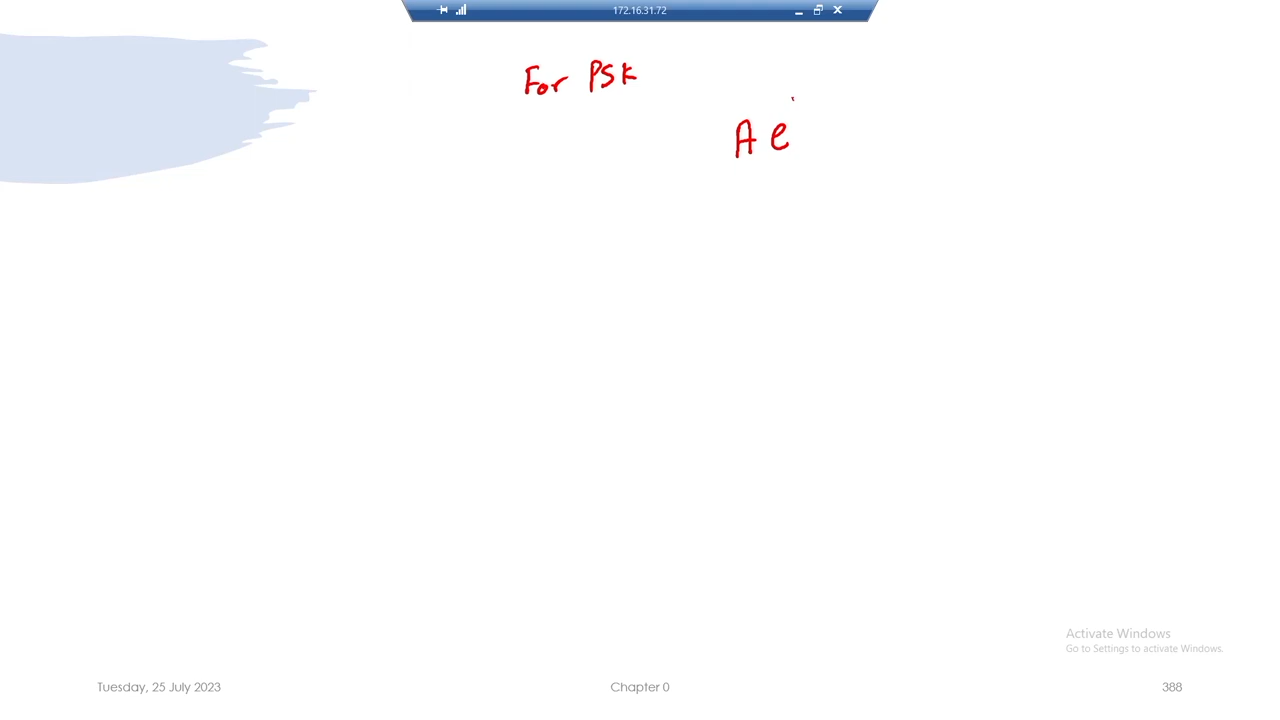 172.16.31.72
For PSK
A e
Activate Windows
Go to Settings to activate Windows.
Tuesday, 25 July 2023
Chapter 0
388